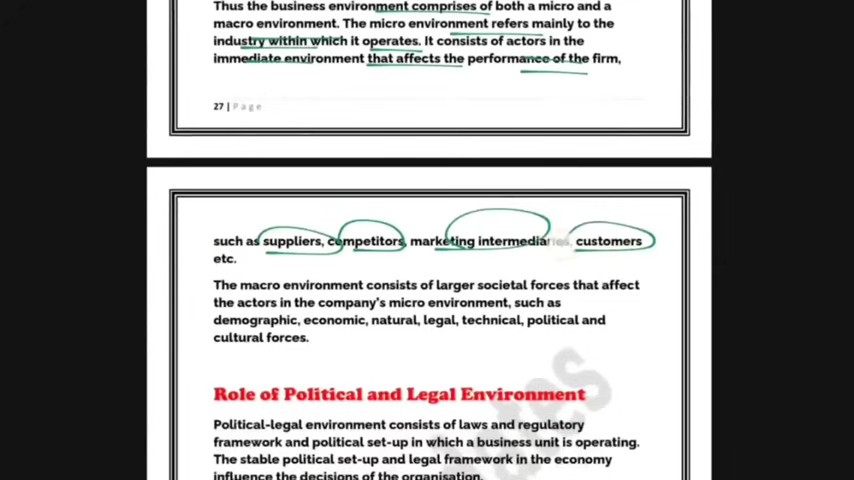 Thus the business environment comprises of both a micro and a
macro environment. The micro environment refers mainly to the
industry within which it operates. It consists of actors in the
immediate environment that affects the performance of the firm,
27 | Page
such as suppliers, competitors, marketing intermediaries, customers
etc.
The macro environment consists of larger societal forces that affect
the actors in the company's micro environment, such as
demographic, economic, natural, legal, technical, political and
cultural forces.
Role of Political and Legal Environment
Political-legal environment consists of laws and regulatory
framework and political set-up in which a business unit is operating.
The stable political set-up and legal framework in the economy
influence the decisions of the organisation.